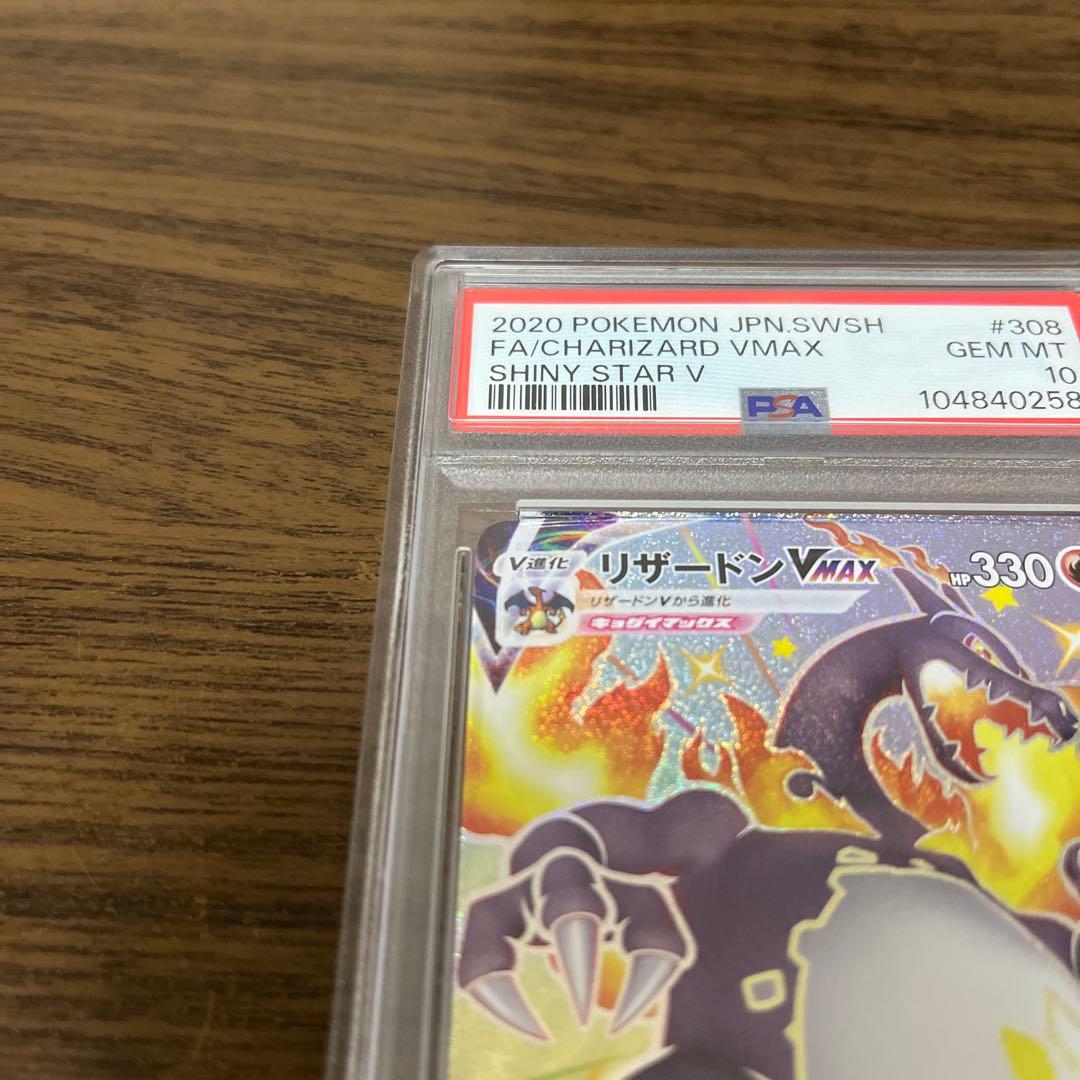 2020 POKEMON JPN.SWSH #308
FA/CHARIZARD VMAX GEM MT
SHINY STAR V 10
PSA 104840258
V進化 リザードンVMAX HP330
リザードンVから進化
キョダイマックス